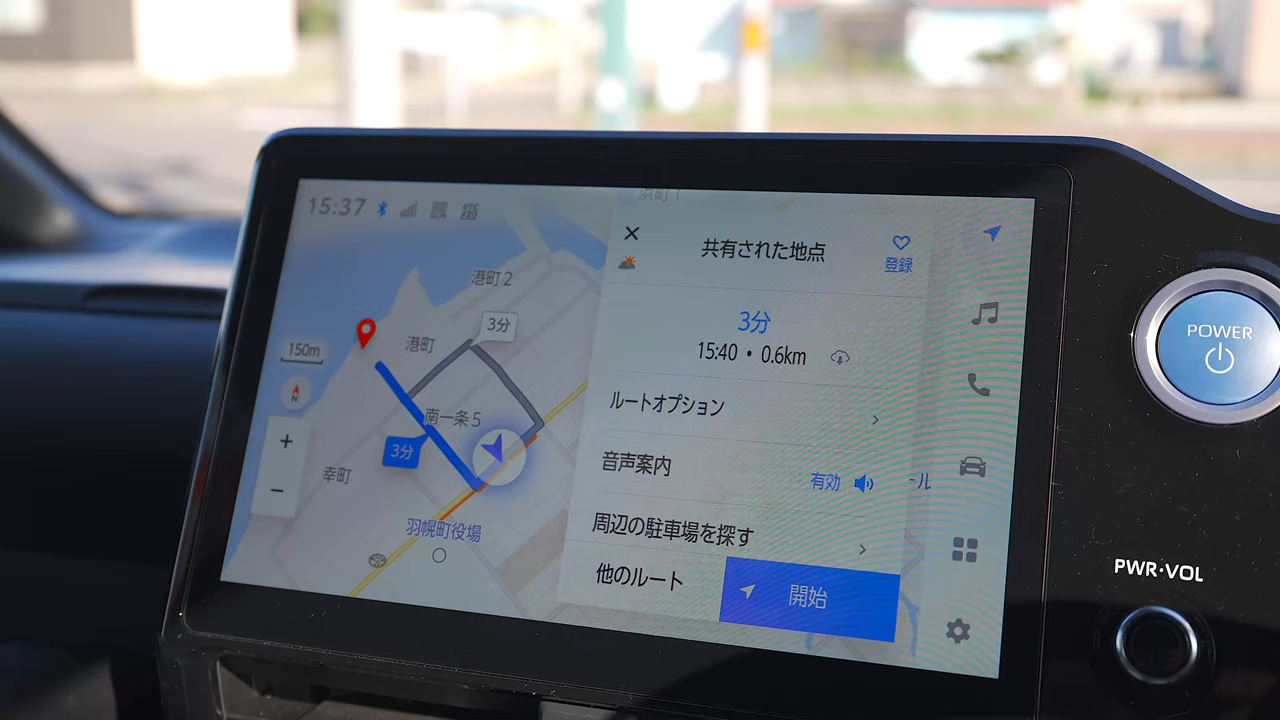 15:37
港町 2
3分
港町
150m
N
南一条 5
+
3分
幸町
−
羽幌町役場
共有された地点
登録
3分
15:40 • 0.6km
ルートオプション
音声案内
有効
周辺の駐車場を探す
他のルート
開始
POWER
PWR·VOL